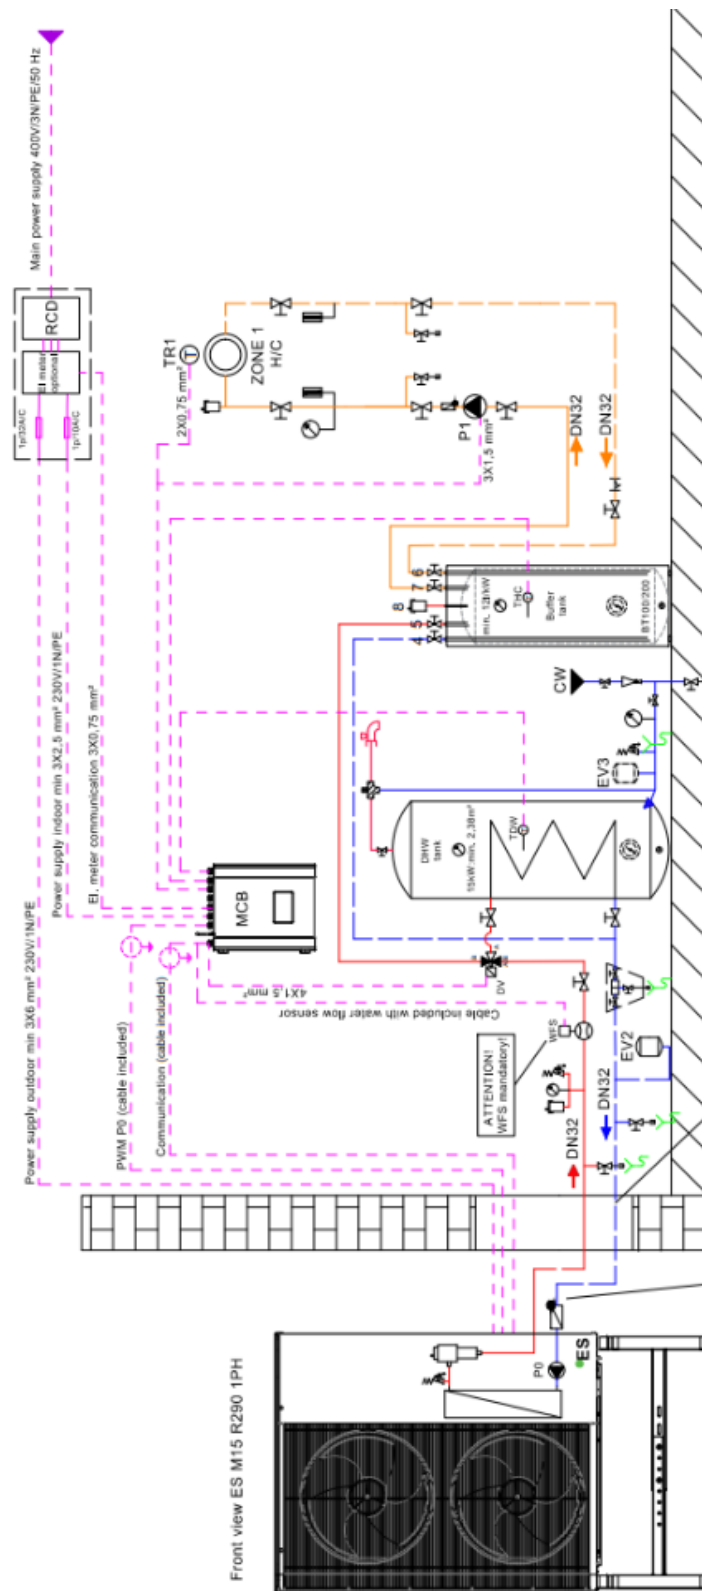 Main power supply 400V/3N/PE/50 Hz
RCD
El meter
optional
1p/32A/C
1p/10A/C
Power supply outdoor min 3X6 mm² 230V/1N/PE
Power supply indoor min 3X2,5 mm² 230V/1N/PE
El. meter communication 3X0,75 mm²
PWM P0 (cable included)
Communication (cable included)
MCB
4X1,5 mm²
Cable included with water flow sensor
TR1
T
2X0,75 mm²
ZONE 1
H/C
P1
3X1,5 mm²
DN32
DN32
4
5
8
7
6
min. 12l/kW
THC
Buffer
tank
BT100/200
CW
EV3
DHW
tank
15kW:min. 2,38m²
TDW
DV
WFS
ATTENTION!
WFS mandatory!
DN32
DN32
EV2
Front view ES M15 R290 1PH
P0
ES